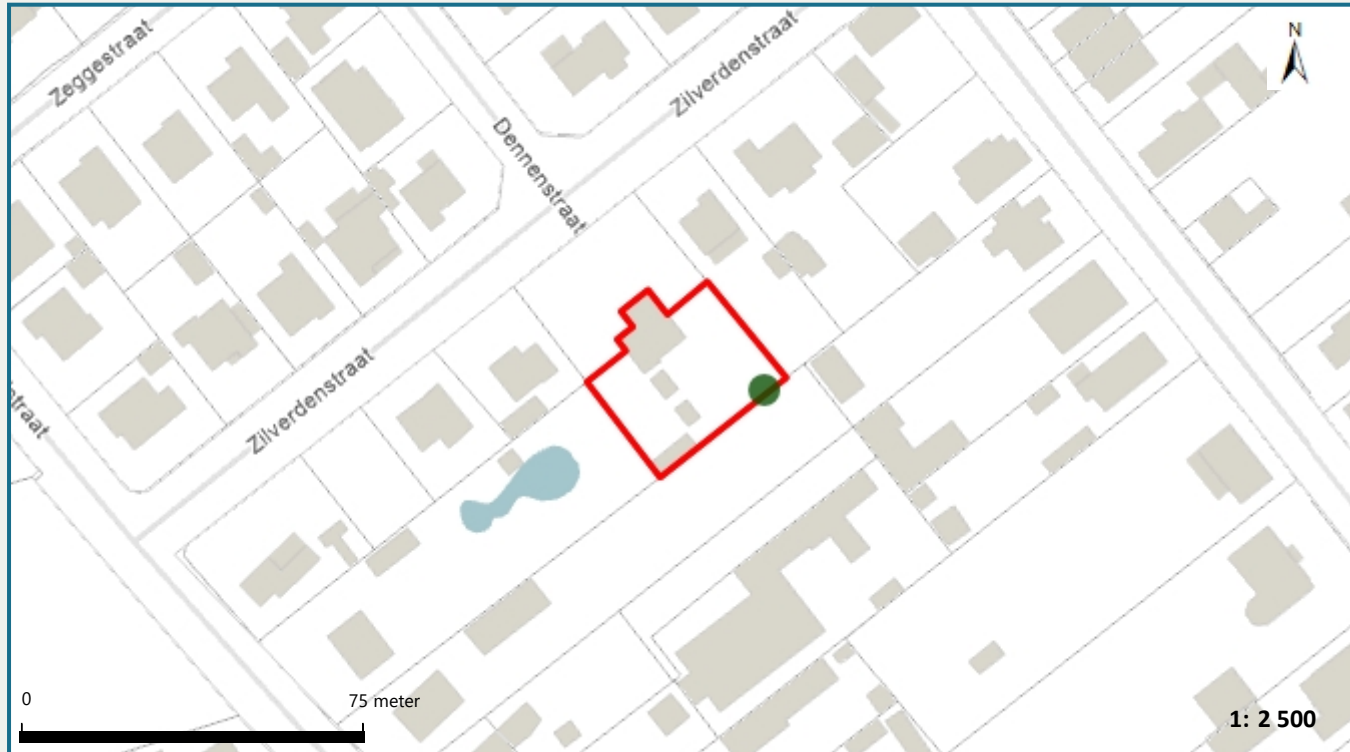 Zeggestraat
Zilverdenstraat
N
Dennenstraat
Zilverdenstraat
0
75 meter
1: 2 500